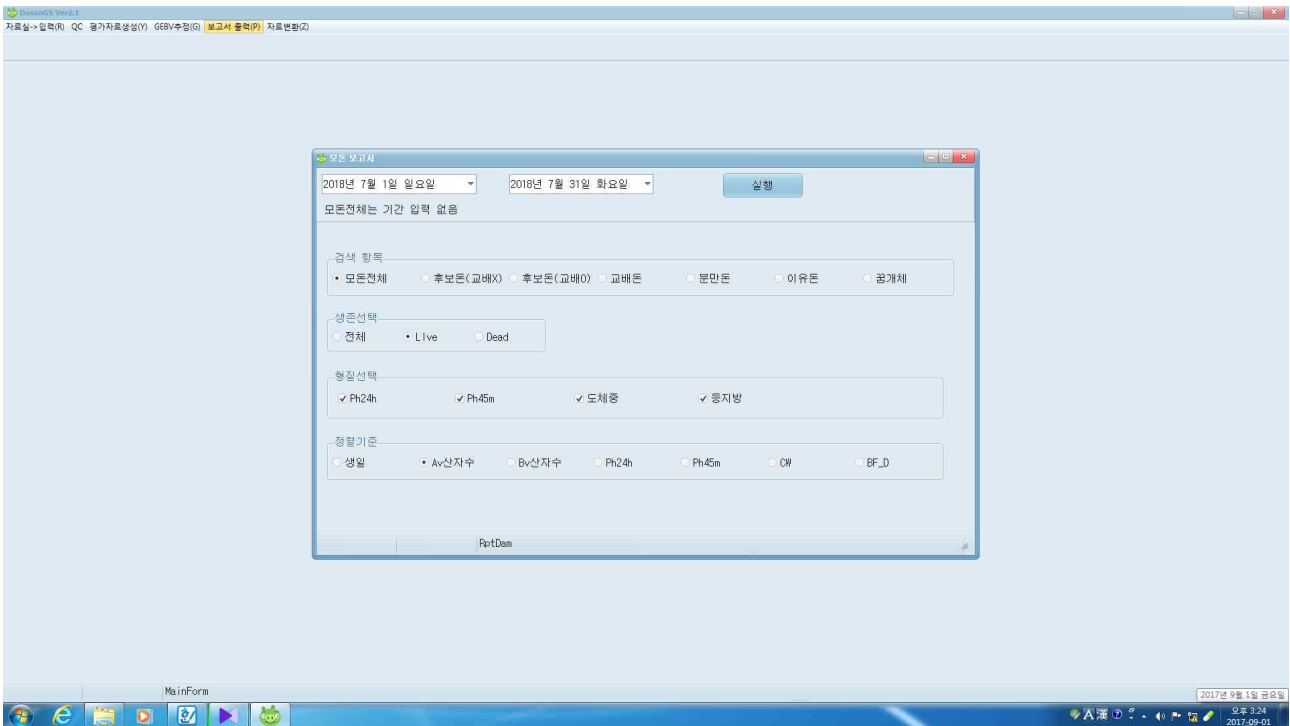 DasanGS Ver2.1
자료실->입력(R) QC 평가자료생성(Y) GEBV추정(G) 보고서 출력(P) 자료변환(Z)
모돈 보고서
2018년 7월 1일 일요일 2018년 7월 31일 화요일 실행
모돈전체는 기간 입력 없음
검색 항목
모돈전체 후보돈(교배X) 후보돈(교배O) 교배돈 분만돈 이유돈 꿈개체
생존선택
전체 LIve Dead
형질선택
Ph24h Ph45m 도체중 등지방
정렬기준
생일 Av산자수 Bv산자수 Ph24h Ph45m CW BF_D
RptDam
MainForm
2017년 9월 1일 금요일
A 漢 오후 3:24
2017-09-01